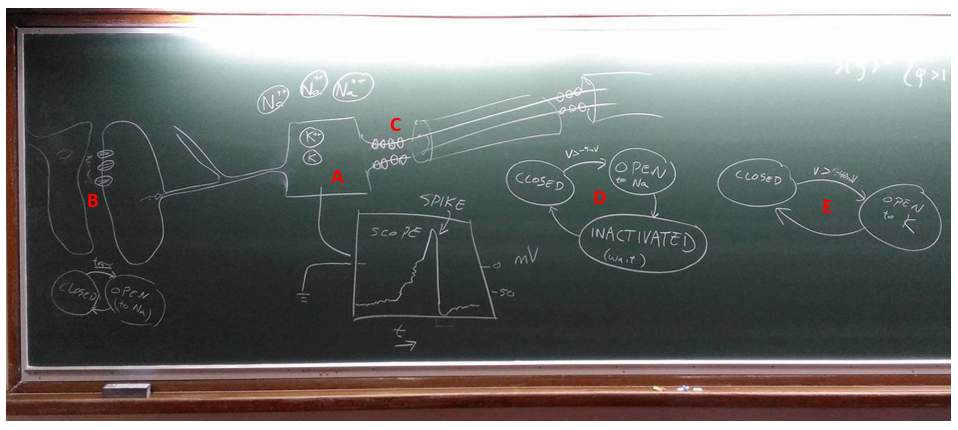 Na++
Na++
Na++
K++
K
A
B
C
CLOSED
OPEN
(to Na)
SCOPE
SPIKE
mV
0
-50
t
CLOSED
OPEN
to Na
D
INACTIVATED
(wait)
CLOSED
E
OPEN
to K